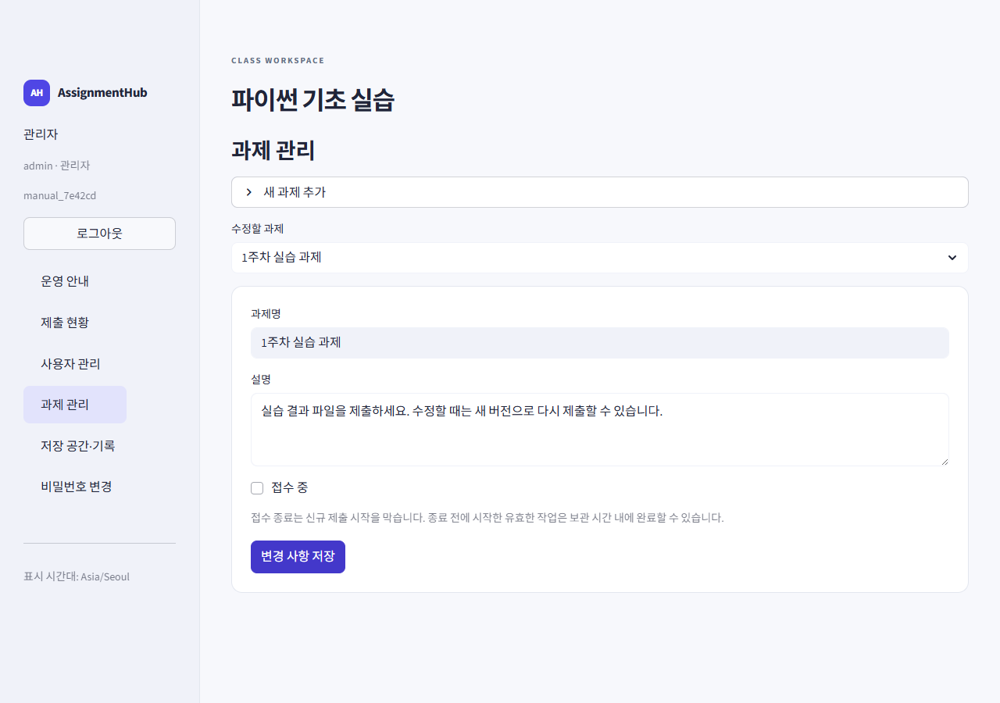 AH AssignmentHub
관리자
admin · 관리자
manual_7e42cd
로그아웃
운영 안내
제출 현황
사용자 관리
과제 관리
저장 공간·기록
비밀번호 변경
표시 시간대: Asia/Seoul
CLASS WORKSPACE
파이썬 기초 실습
과제 관리
새 과제 추가
수정할 과제
1주차 실습 과제
과제명
1주차 실습 과제
설명
실습 결과 파일을 제출하세요. 수정할 때는 새 버전으로 다시 제출할 수 있습니다.
접수 중
접수 종료는 신규 제출 시작을 막습니다. 종료 전에 시작한 유효한 작업은 보관 시간 내에 완료할 수 있습니다.
변경 사항 저장